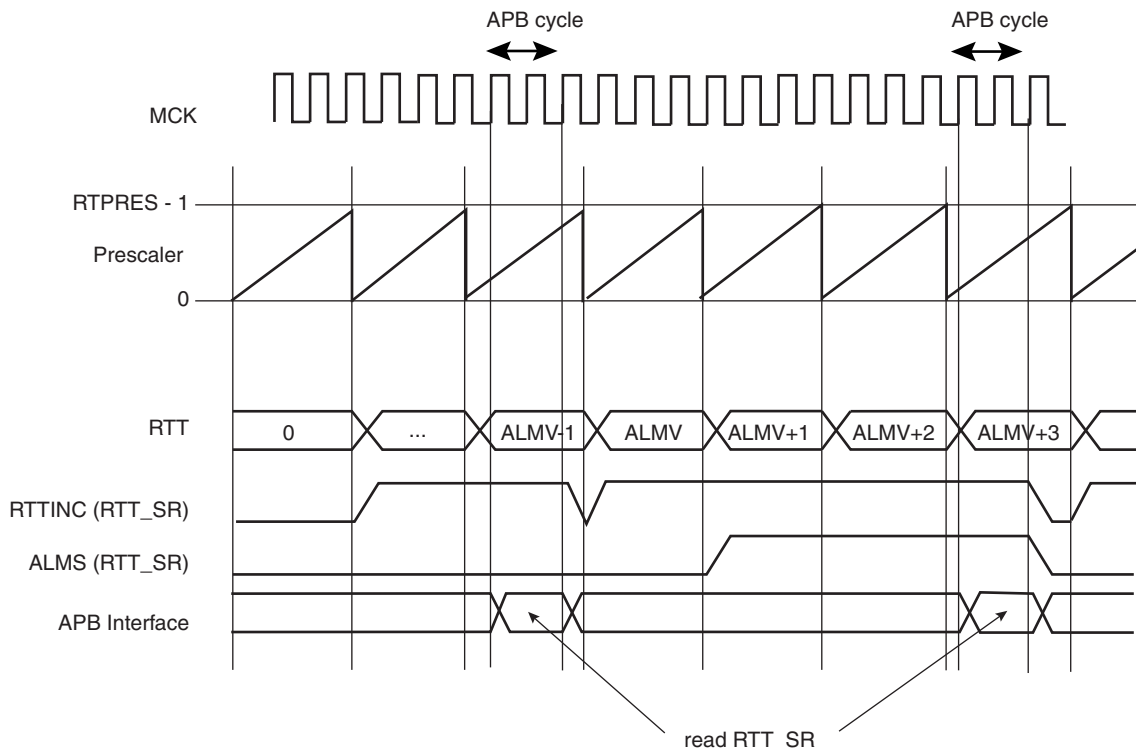 APB cycle APB cycle
MCK
RTPRES - 1
Prescaler
0
RTT 0 ... ALMV-1 ALMV ALMV+1 ALMV+2 ALMV+3
RTTINC (RTT_SR)
ALMS (RTT_SR)
APB Interface
read RTT_SR